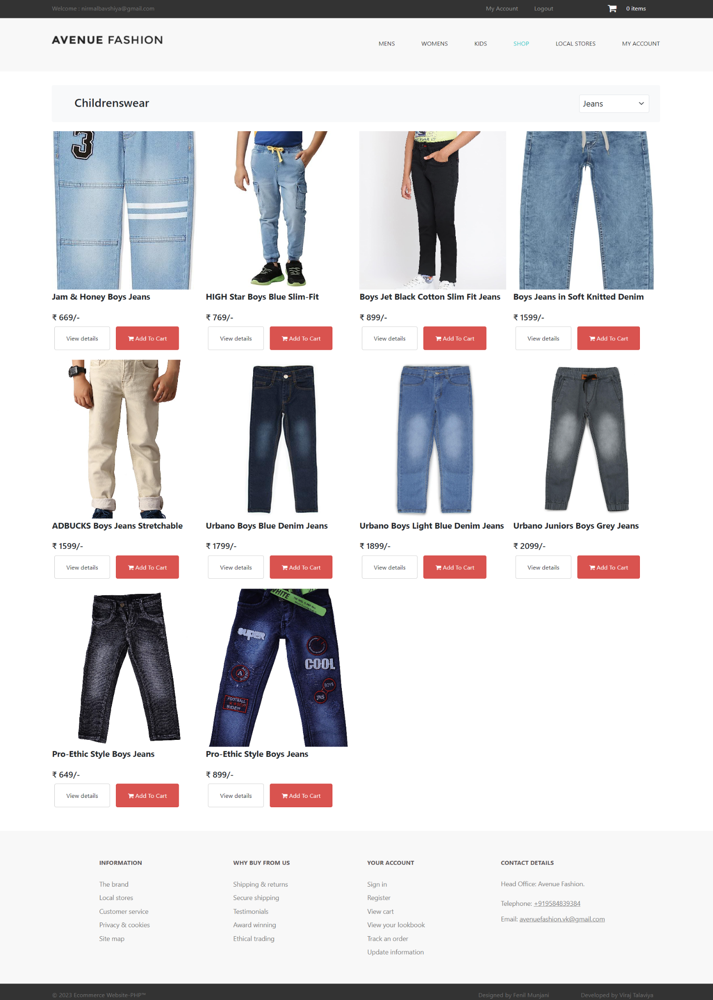 Welcome : nirmalbavshiya@gmail.com My Account Logout 0 items
AVENUE FASHION
MENS WOMENS KIDS SHOP LOCAL STORES MY ACCOUNT
Childrenswear Jeans
3
Jam & Honey Boys Jeans HIGH Star Boys Blue Slim-Fit Boys Jet Black Cotton Slim Fit Jeans Boys Jeans in Soft Knitted Denim
₹ 669/- ₹ 769/- ₹ 899/- ₹ 1599/-
View details Add To Cart View details Add To Cart View details Add To Cart View details Add To Cart
ADBUCKS Boys Jeans Stretchable Urbano Boys Blue Denim Jeans Urbano Boys Light Blue Denim Jeans Urbano Juniors Boys Grey Jeans
₹ 1599/- ₹ 1799/- ₹ 1899/- ₹ 2099/-
View details Add To Cart View details Add To Cart View details Add To Cart View details Add To Cart
WHITE
SUPER
COOL
AUTHENTIC
A
BOYS
JNS
FOOTBALL
RIDER
Pro-Ethic Style Boys Jeans Pro-Ethic Style Boys Jeans
₹ 649/- ₹ 899/-
View details Add To Cart View details Add To Cart
INFORMATION WHY BUY FROM US YOUR ACCOUNT CONTACT DETAILS
The brand Shipping & returns Sign in Head Office: Avenue Fashion.
Local stores Secure shipping Register Telephone: +919584839384
Customer service Testimonials View cart Email: avenuefashion.vk@gmail.com
Privacy & cookies Award winning View your lookbook
Site map Ethical trading Track an order
Update information
© 2023 Ecommerce Website-PHP™ Designed by Fenil Munjani Developed by Viraj Talaviya